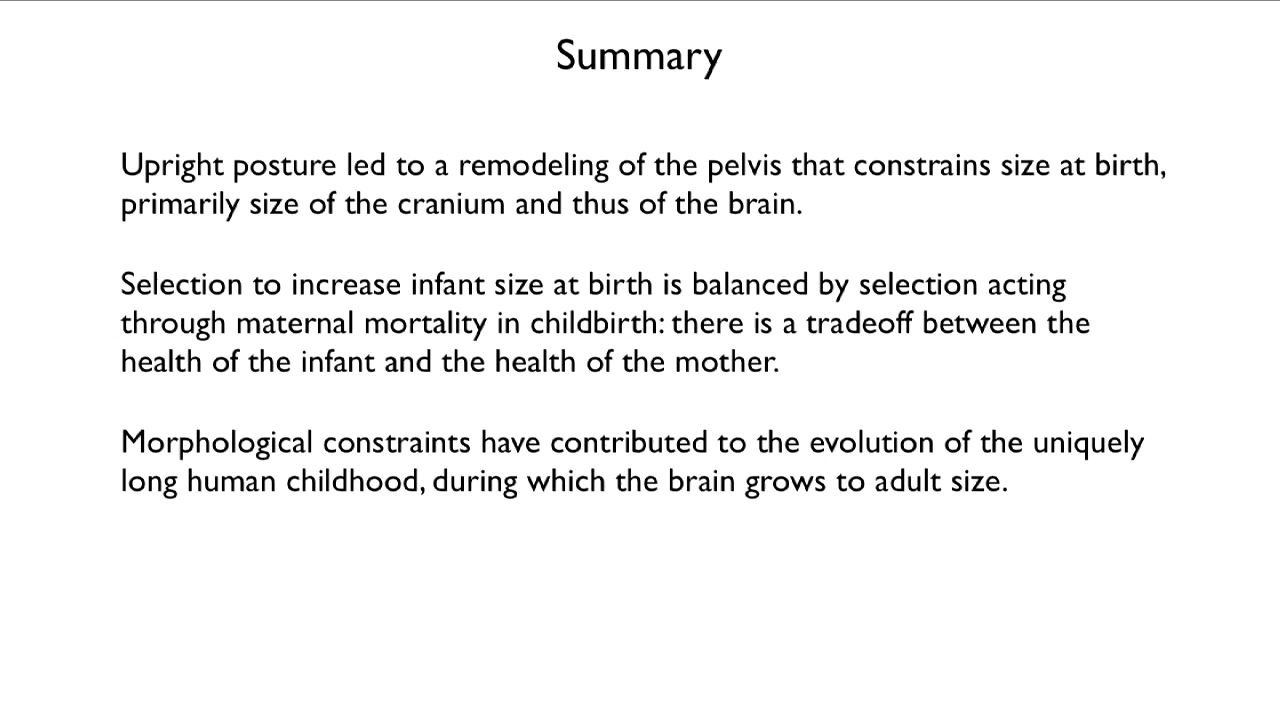 Summary
Upright posture led to a remodeling of the pelvis that constrains size at birth,
primarily size of the cranium and thus of the brain.
Selection to increase infant size at birth is balanced by selection acting
through maternal mortality in childbirth: there is a tradeoff between the
health of the infant and the health of the mother.
Morphological constraints have contributed to the evolution of the uniquely
long human childhood, during which the brain grows to adult size.